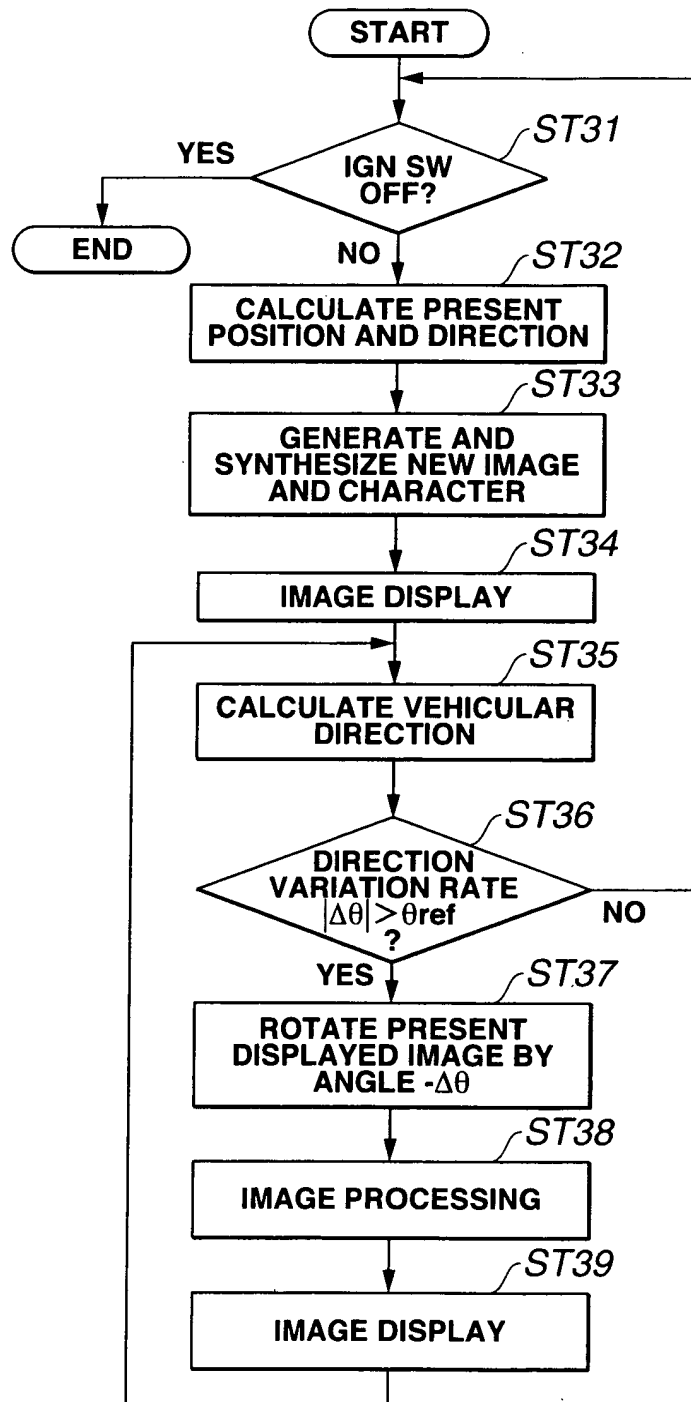 START
ST31
YES
IGN SW
OFF?
END
NO
ST32
CALCULATE PRESENT
POSITION AND DIRECTION
ST33
GENERATE AND
SYNTHESIZE NEW IMAGE
AND CHARACTER
ST34
IMAGE DISPLAY
ST35
CALCULATE VEHICULAR
DIRECTION
ST36
DIRECTION
VARIATION RATE
|Δθ|>θref
?
NO
YES
ST37
ROTATE PRESENT
DISPLAYED IMAGE BY
ANGLE -Δθ
ST38
IMAGE PROCESSING
ST39
IMAGE DISPLAY